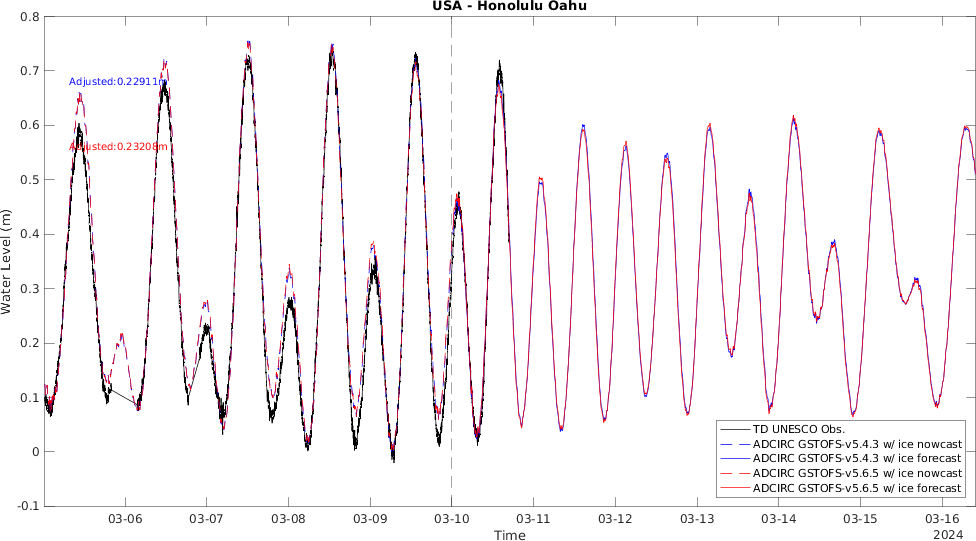 USA - Honolulu Oahu
0.8
0.7
0.6
0.5
0.4
0.3
0.2
0.1
0
-0.1
Water Level (m)
Adjusted:0.22911m
Adjusted:0.23208m
TD UNESCO Obs.
ADCIRC GSTOFS-v5.4.3 w/ ice nowcast
ADCIRC GSTOFS-v5.4.3 w/ ice forecast
ADCIRC GSTOFS-v5.6.5 w/ ice nowcast
ADCIRC GSTOFS-v5.6.5 w/ ice forecast
03-06 03-07 03-08 03-09 03-10 03-11 03-12 03-13 03-14 03-15 03-16
Time
2024